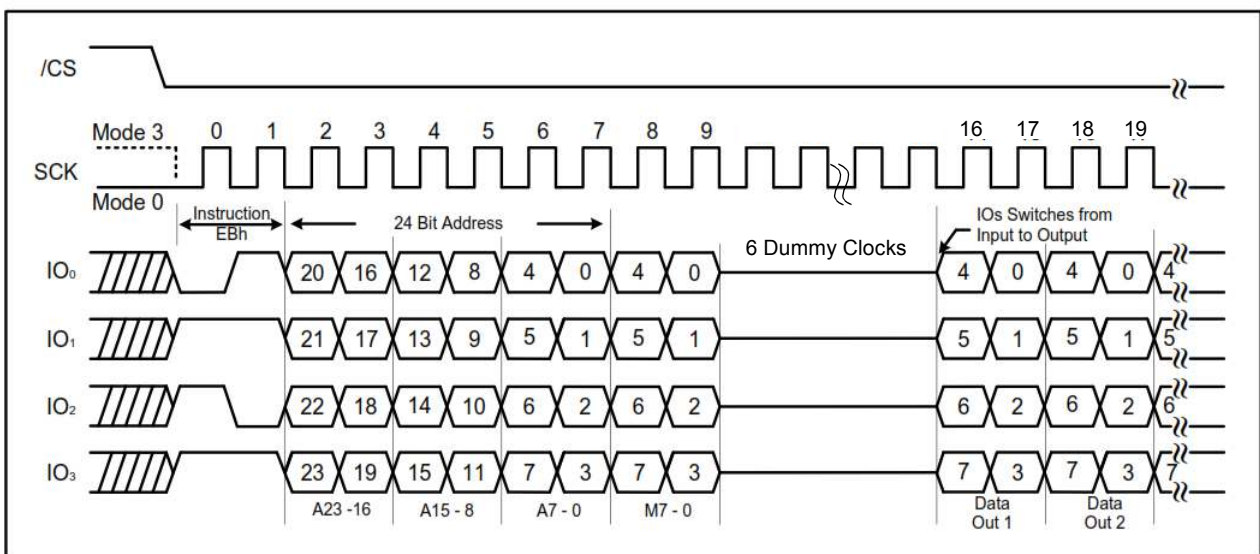 /CS
Mode 3 0 1 2 3 4 5 6 7 8 9 16 17 18 19
SCK
Mode 0
Instruction EBh
24 Bit Address
IOs Switches from
Input to Output
6 Dummy Clocks
IO₀ 20 16 12 8 4 0 4 0 4 0 4 0 4
IO₁ 21 17 13 9 5 1 5 1 5 1 5 1 5
IO₂ 22 18 14 10 6 2 6 2 6 2 6 2 6
IO₃ 23 19 15 11 7 3 7 3 7 3 7 3 7
A23 -16 A15 - 8 A7 - 0 M7 - 0
Data Out 1
Data Out 2